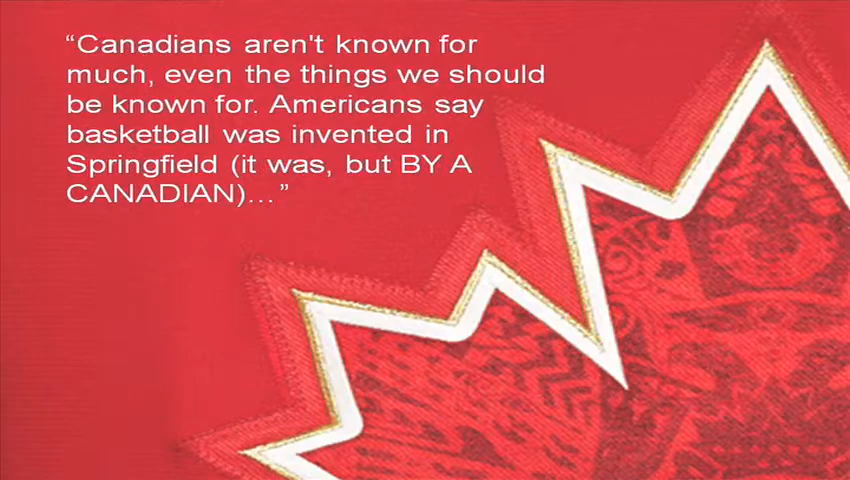 “Canadians aren't known for
much, even the things we should
be known for. Americans say
basketball was invented in
Springfield (it was, but BY A
CANADIAN)…”